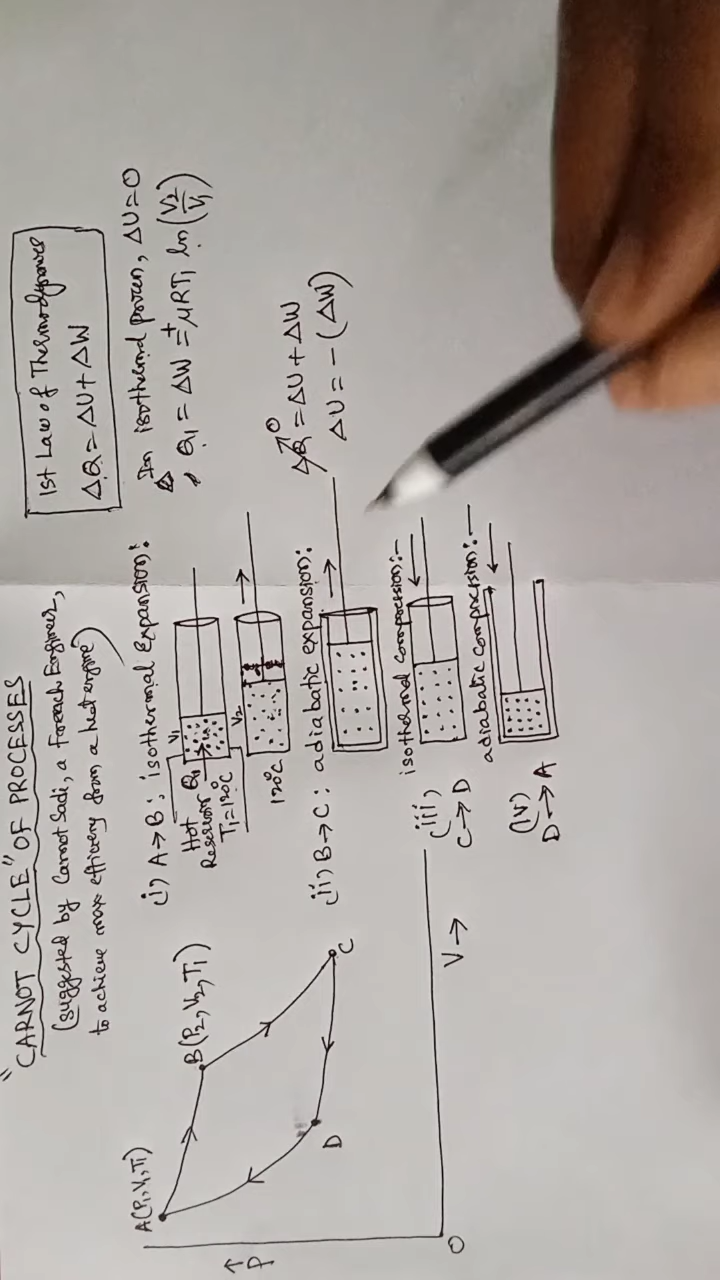 "CARNOT CYCLE" OF PROCESSES
(suggested by Carnot Sadi, a French Engineer,
to achieve max efficiency from a heat engine)
1st Law of Thermodynamics
ΔQ = ΔU + ΔW
A(P1, V1, T1)
B(P2, V2, T1)
C
D
↑
P
O
V →
(i) A→B: isothermal Expansion:
V1
Hot
Reservoir
Q1
T1=120°C
V2
120°C
In isothermal process, ΔU=0
Q1 = ΔW = + μRT1 ln (V2/V1)
(ii) B→C: adiabatic expansion:
ΔQ⁰ = ΔU + ΔW
ΔU = -(ΔW)
(iii) isothermal compression:-
C→D
(iv) adiabatic compression:-
D→A